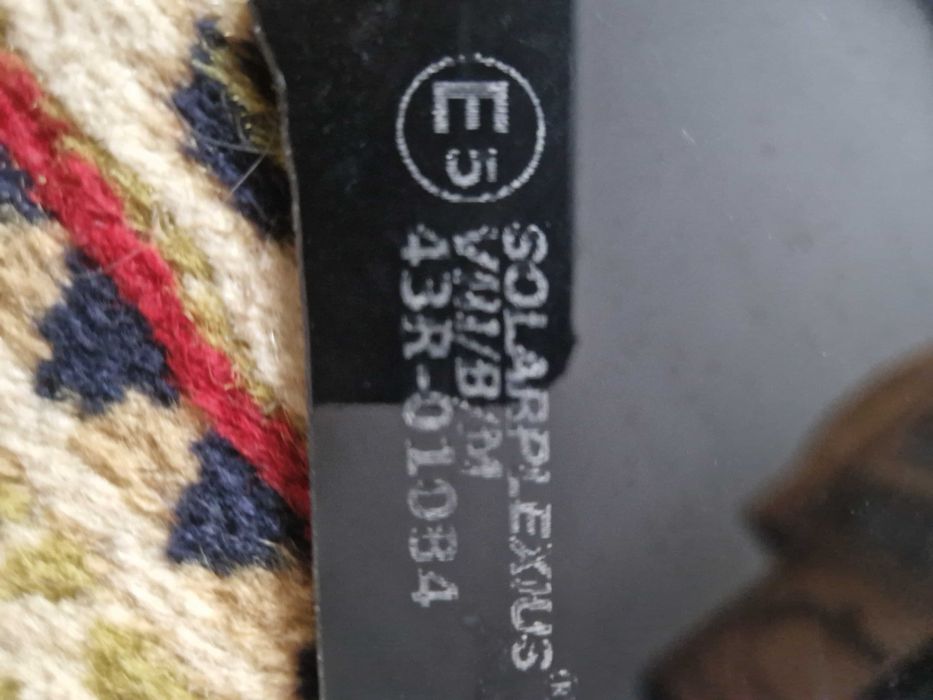 E 5
SOLARPLEXIUS
VIII/B/M
43R-01084